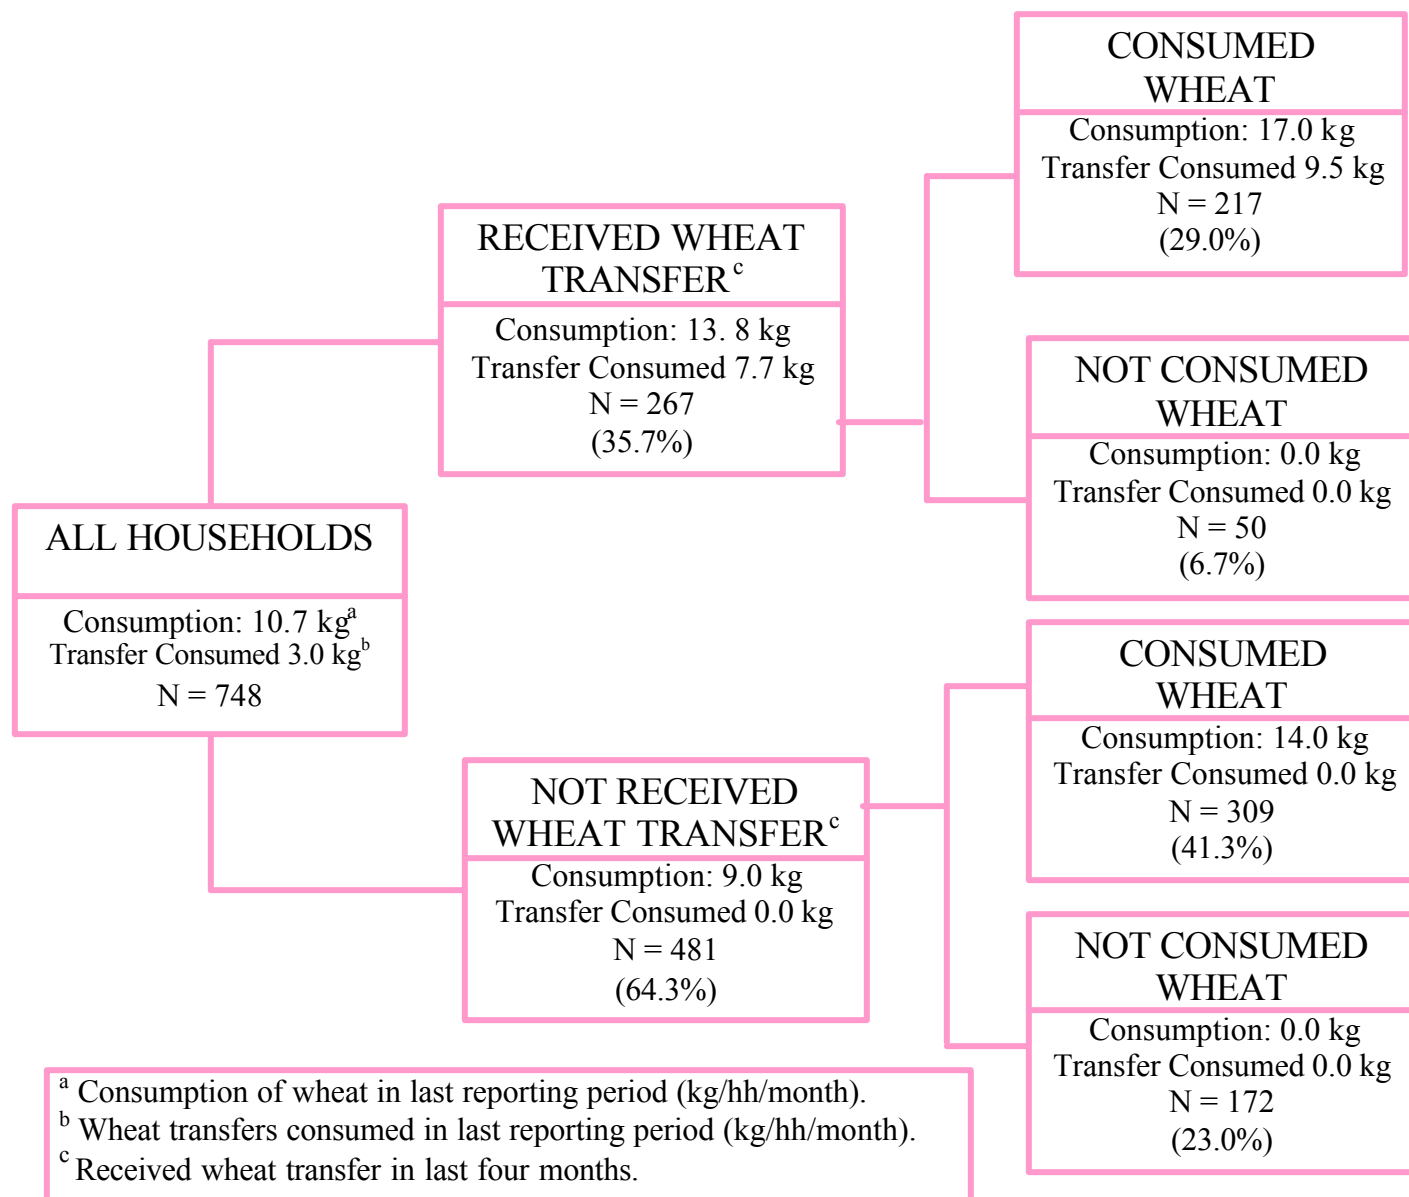 ALL HOUSEHOLDS
Consumption: 10.7 kg^a
Transfer Consumed 3.0 kg^b
N = 748
RECEIVED WHEAT
TRANSFER^c
Consumption: 13. 8 kg
Transfer Consumed 7.7 kg
N = 267
(35.7%)
CONSUMED
WHEAT
Consumption: 17.0 kg
Transfer Consumed 9.5 kg
N = 217
(29.0%)
NOT CONSUMED
WHEAT
Consumption: 0.0 kg
Transfer Consumed 0.0 kg
N = 50
(6.7%)
NOT RECEIVED
WHEAT TRANSFER^c
Consumption: 9.0 kg
Transfer Consumed 0.0 kg
N = 481
(64.3%)
CONSUMED
WHEAT
Consumption: 14.0 kg
Transfer Consumed 0.0 kg
N = 309
(41.3%)
NOT CONSUMED
WHEAT
Consumption: 0.0 kg
Transfer Consumed 0.0 kg
N = 172
(23.0%)
^a Consumption of wheat in last reporting period (kg/hh/month).
^b Wheat transfers consumed in last reporting period (kg/hh/month).
^c Received wheat transfer in last four months.